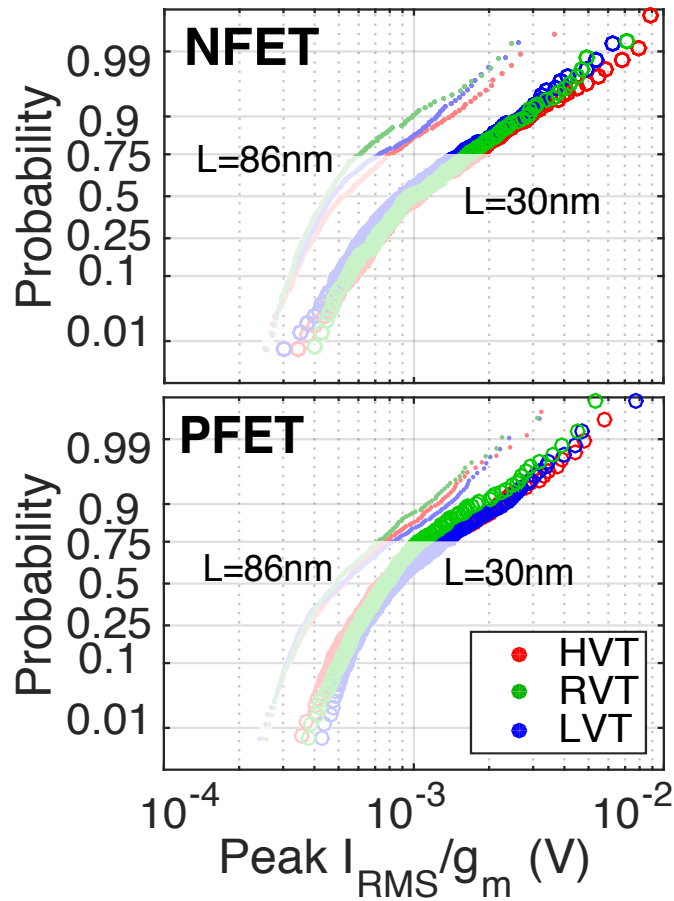 NFET
Probability
0.99
0.9
0.75
0.5
0.25
0.1
0.01
L=86nm
L=30nm
PFET
Probability
0.99
0.9
0.75
0.5
0.25
0.1
0.01
L=86nm
L=30nm
HVT
RVT
LVT
10^-4
10^-3
10^-2
Peak I_RMS/g_m (V)